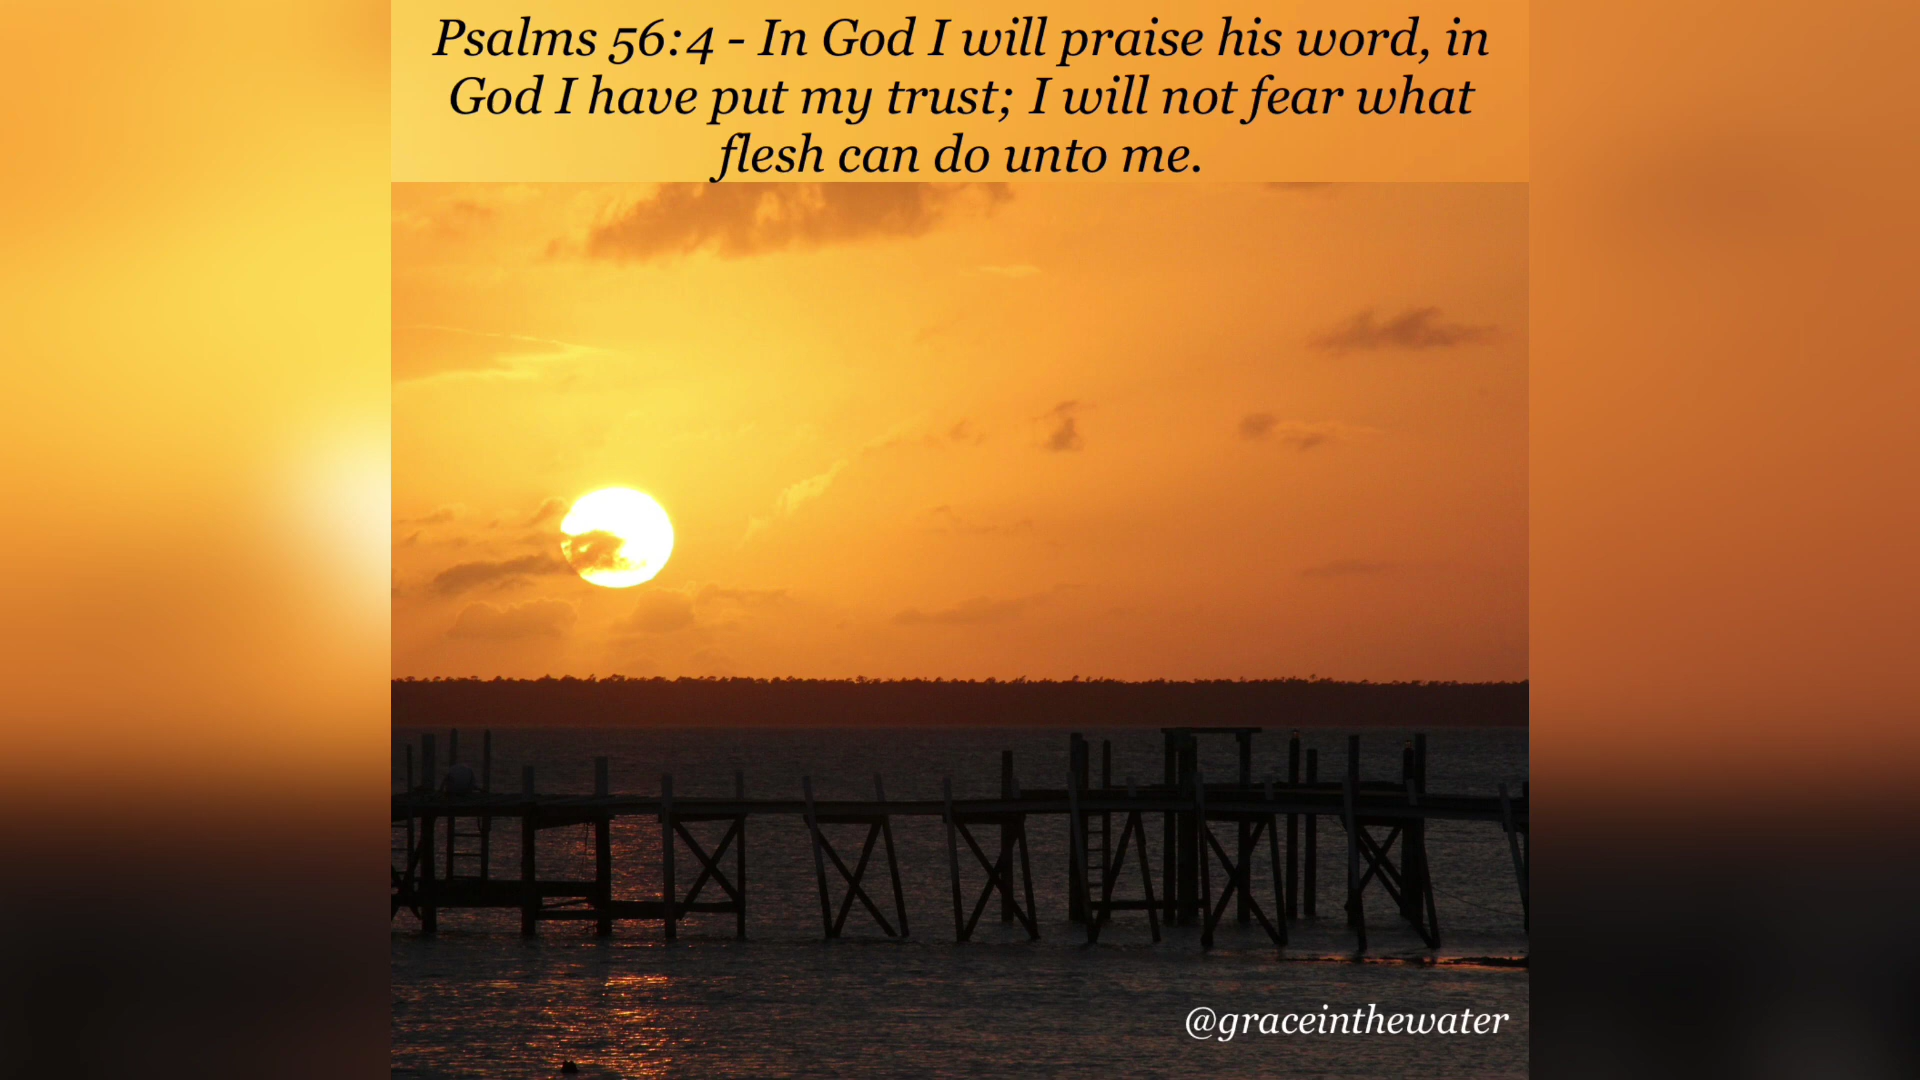 Psalms 56:4 - In God I will praise his word, in
God I have put my trust; I will not fear what
flesh can do unto me.
@graceinthewater